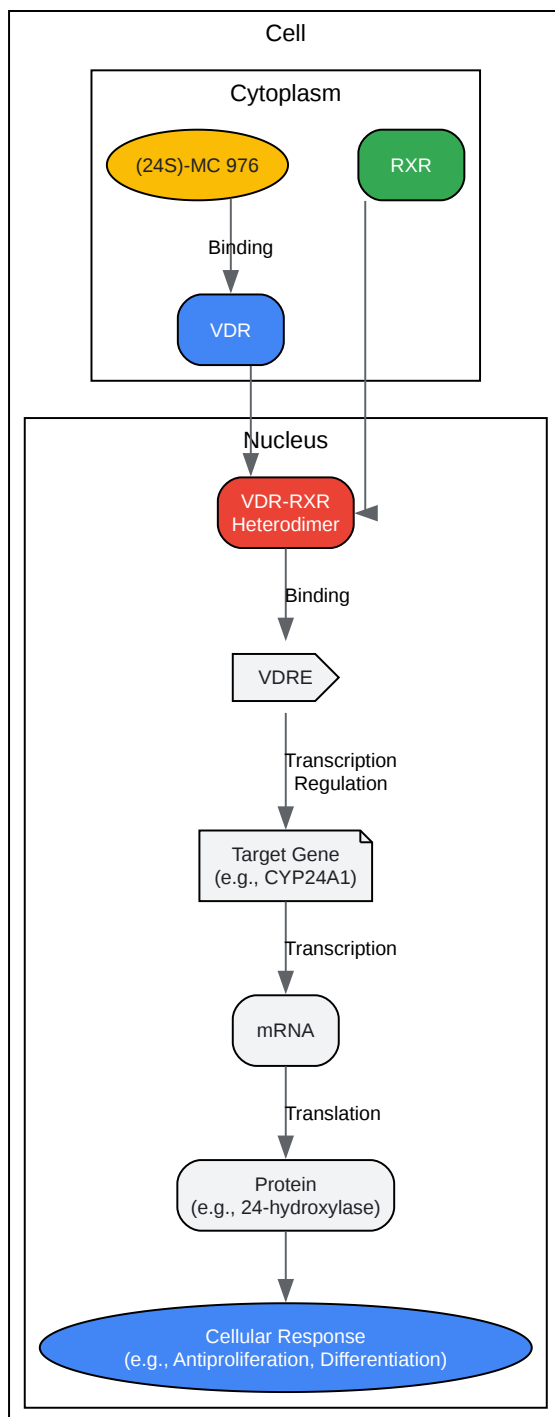 Cell
Cytoplasm
(24S)-MC 976
RXR
Binding
VDR
Nucleus
VDR-RXR
Heterodimer
Binding
VDRE
Transcription
Regulation
Target Gene
(e.g., CYP24A1)
Transcription
mRNA
Translation
Protein
(e.g., 24-hydroxylase)
Cellular Response
(e.g., Antiproliferation, Differentiation)